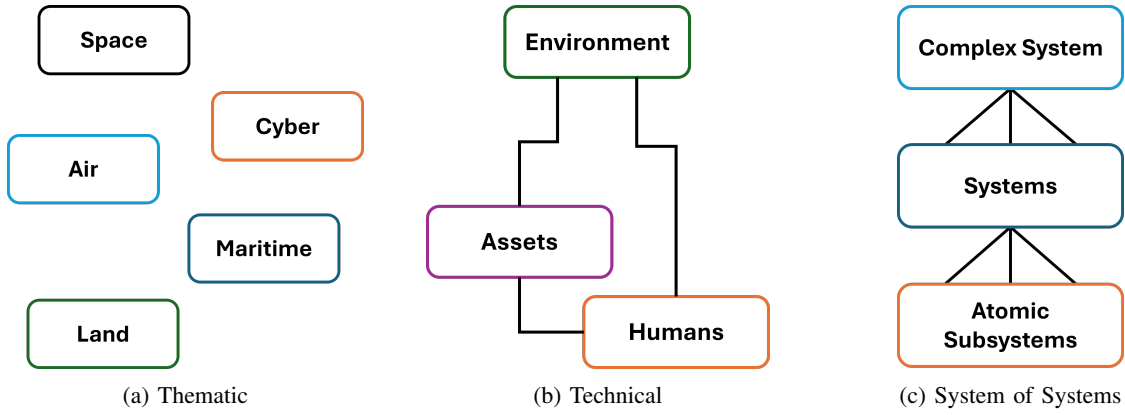 Space
Cyber
Air
Maritime
Land
(a) Thematic
Environment
Assets
Humans
(b) Technical
Complex System
Systems
Atomic
Subsystems
(c) System of Systems